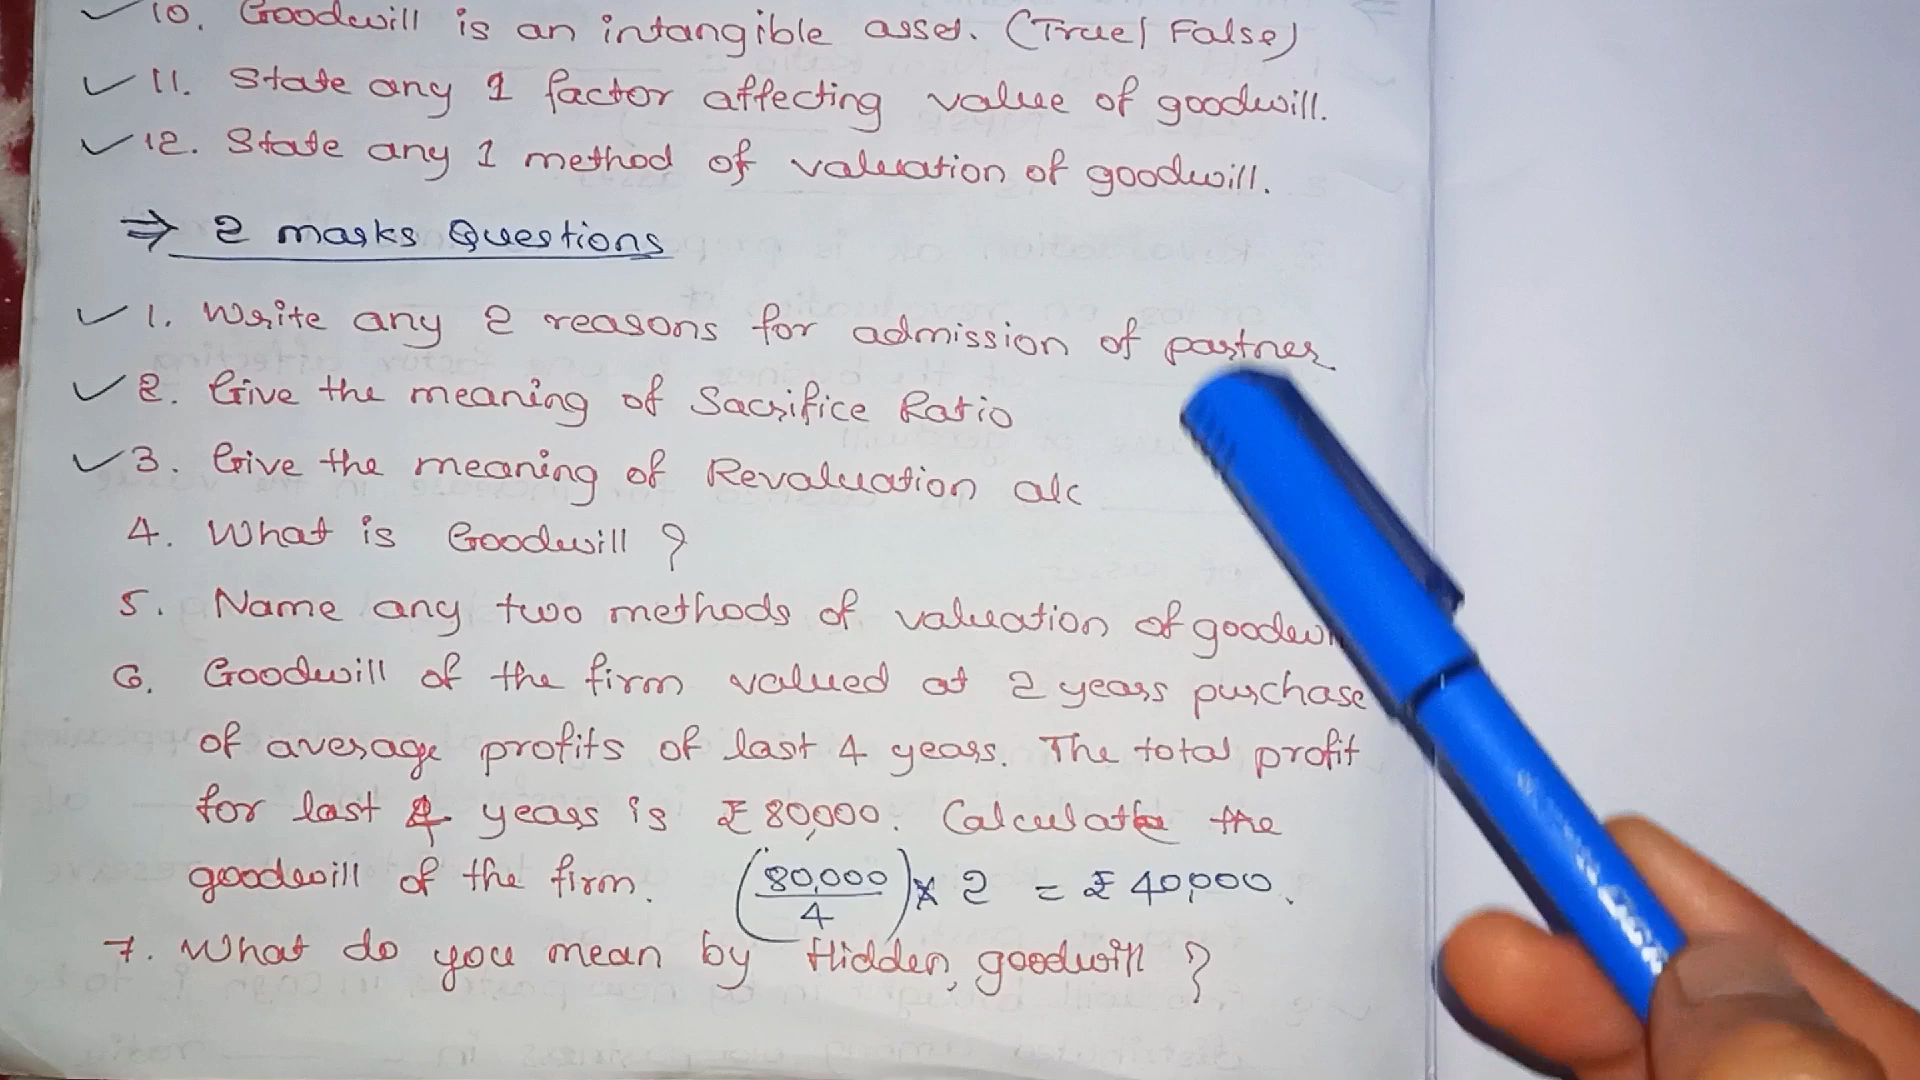 10. Goodwill is an intangible asset. (True/False)
11. State any 1 factor affecting value of goodwill.
12. State any 1 method of valuation of goodwill.
⇒ 2 marks Questions
1. Write any 2 reasons for admission of partner
2. Give the meaning of Sacrifice Ratio
3. Give the meaning of Revaluation a/c
4. What is Goodwill ?
5. Name any two methods of valuation of
6. Goodwill of the firm valued at 2 years purchase
of average profits of last 4 years. The total profit
for last 4 years is ₹ 80,000. Calculate the
goodwill of the firm. (80,000/4) × 2 = ₹ 40,000.
7. What do you mean by Hidden goodwill ?